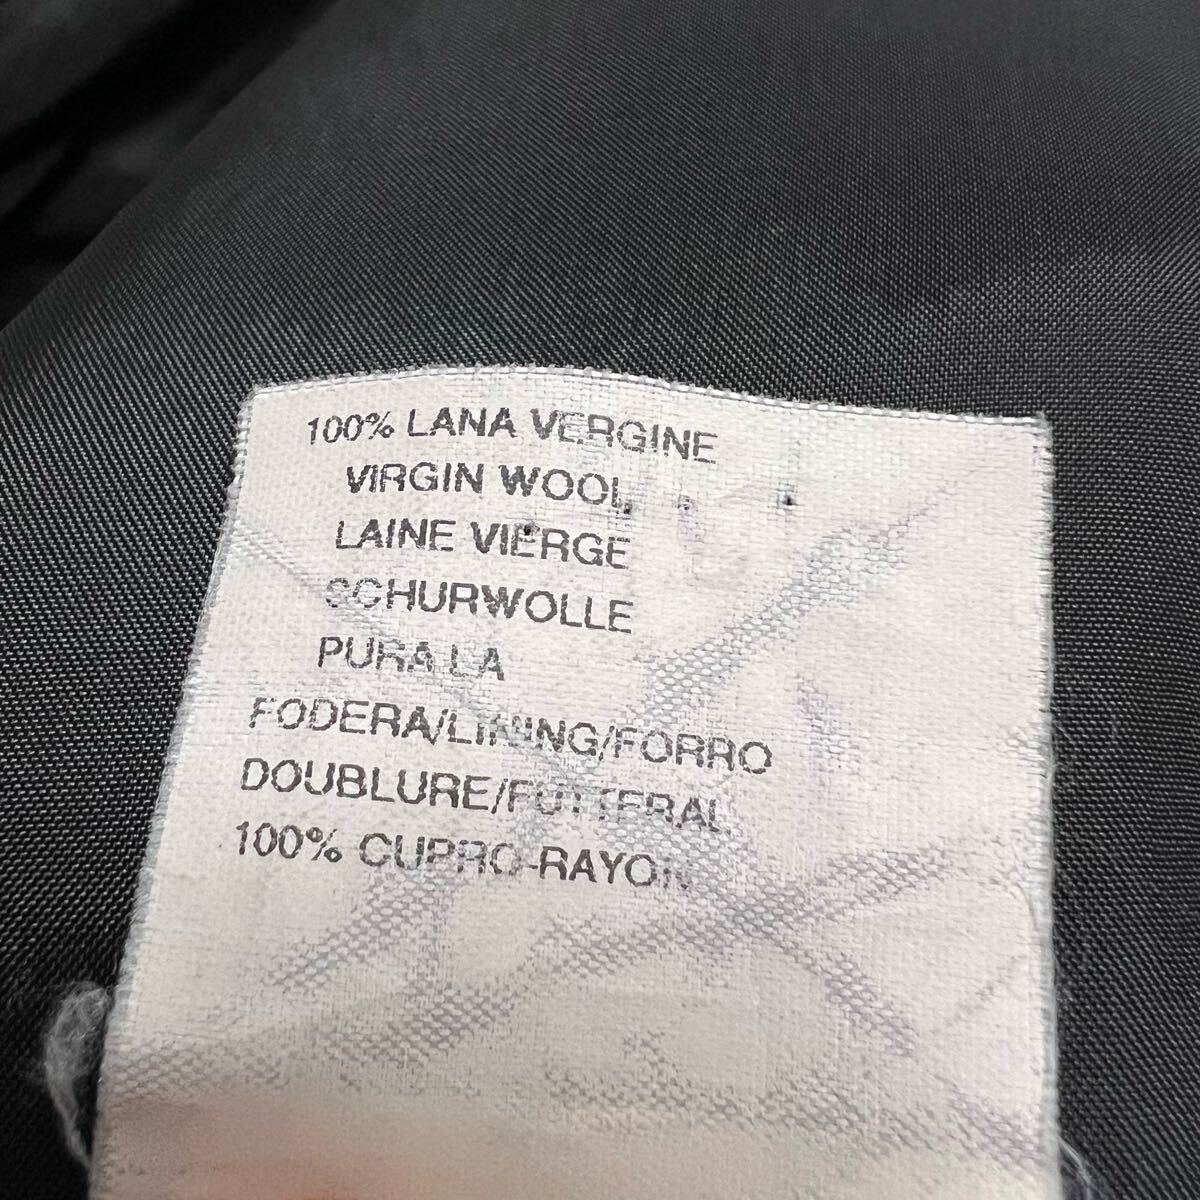 100% LANA VERGINE
VIRGIN WOOL
LAINE VIERGE
SCHURWOLLE
PURA LA
FODERA/LINING/FORRO
DOUBLURE/FUTTERAL
100% CUPRO-RAYON